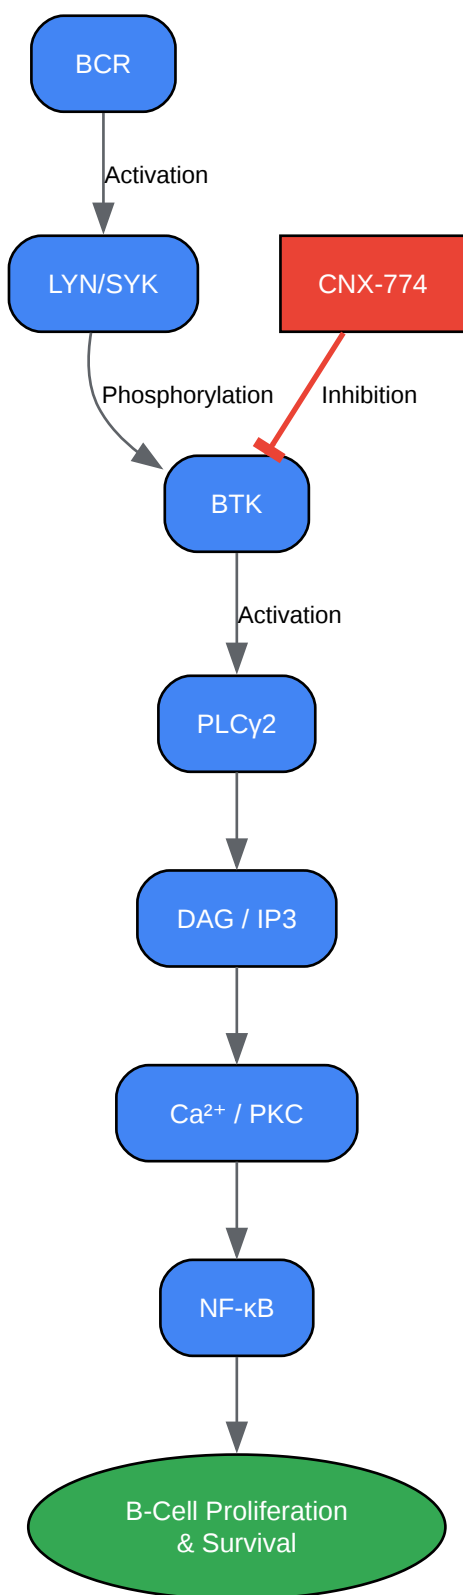 BCR
Activation
LYN/SYK
CNX-774
Phosphorylation
Inhibition
BTK
Activation
PLCγ2
DAG / IP3
Ca²⁺ / PKC
NF-κB
B-Cell Proliferation
& Survival